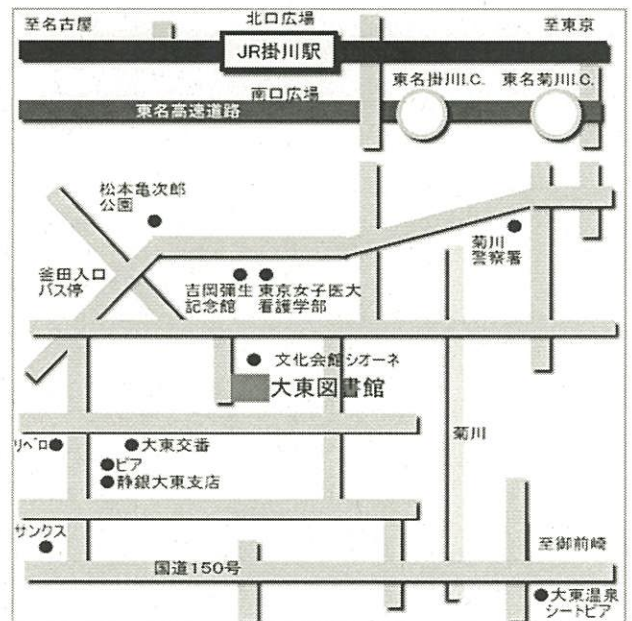 至名古屋
北口広場
至東京
JR掛川駅
東名掛川I.C.
東名菊川I.C.
南口広場
東名高速道路
松本亀次郎
公園
菊川
警察署
釜田入口
バス停
吉岡彌生
記念館
東京女子医大
看護学部
文化会館シオーネ
大東図書館
菊川
リベロ
大東交番
ピア
静銀大東支店
サンクス
至御前崎
国道150号
大東温泉
シートピア